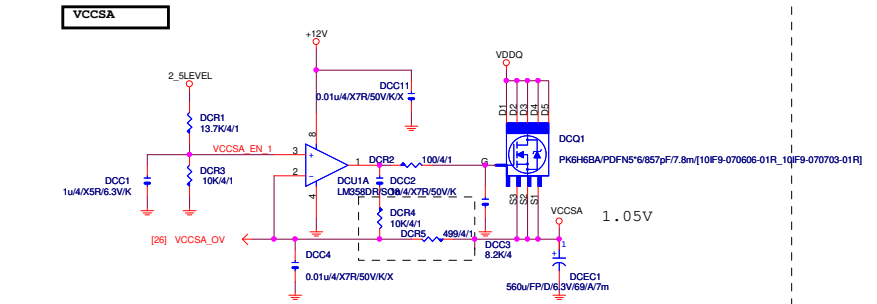 VCCSA
+12V
VDDQ
2_5LEVEL
DCC11
0.01u/4/X7R/50V/K/X
D1
D2
D3
D4
D5
DCR1
13.7K/4/1
8
DCQ1
VCCSA_EN_1
3
+
1
DCR2
100/4/1
G
PK6H6BA/PDFN5*6/857pF/7.8m/[10IF9-070606-01R_10IF9-070703-01R]
DCC1
1u/4/X5R/6.3V/K
DCR3
10K/4/1
2
4
DCU1A
LM358DR/SO8
DCC2
/4/X7R/50V/K
S3
S2
S1
VCCSA
1.05V
DCR4
10K/4/1
[26]
VCCSA_OV
DCR5
499/4/1
DCC3
8.2K/4
1
+
DCC4
0.01u/4/X7R/50V/K/X
DCEC1
560u/FP/D/6.3V/69/A/7m